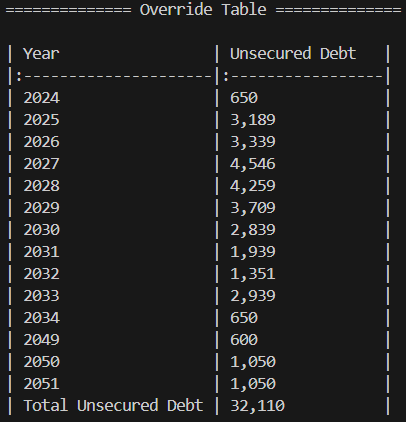 ============== Override Table ==============
| Year                | Unsecured Debt  |
|:--------------------|:----------------|
| 2024                | 650             |
| 2025                | 3,189           |
| 2026                | 3,339           |
| 2027                | 4,546           |
| 2028                | 4,259           |
| 2029                | 3,709           |
| 2030                | 2,839           |
| 2031                | 1,939           |
| 2032                | 1,351           |
| 2033                | 2,939           |
| 2034                | 650             |
| 2049                | 600             |
| 2050                | 1,050           |
| 2051                | 1,050           |
| Total Unsecured Debt | 32,110          |